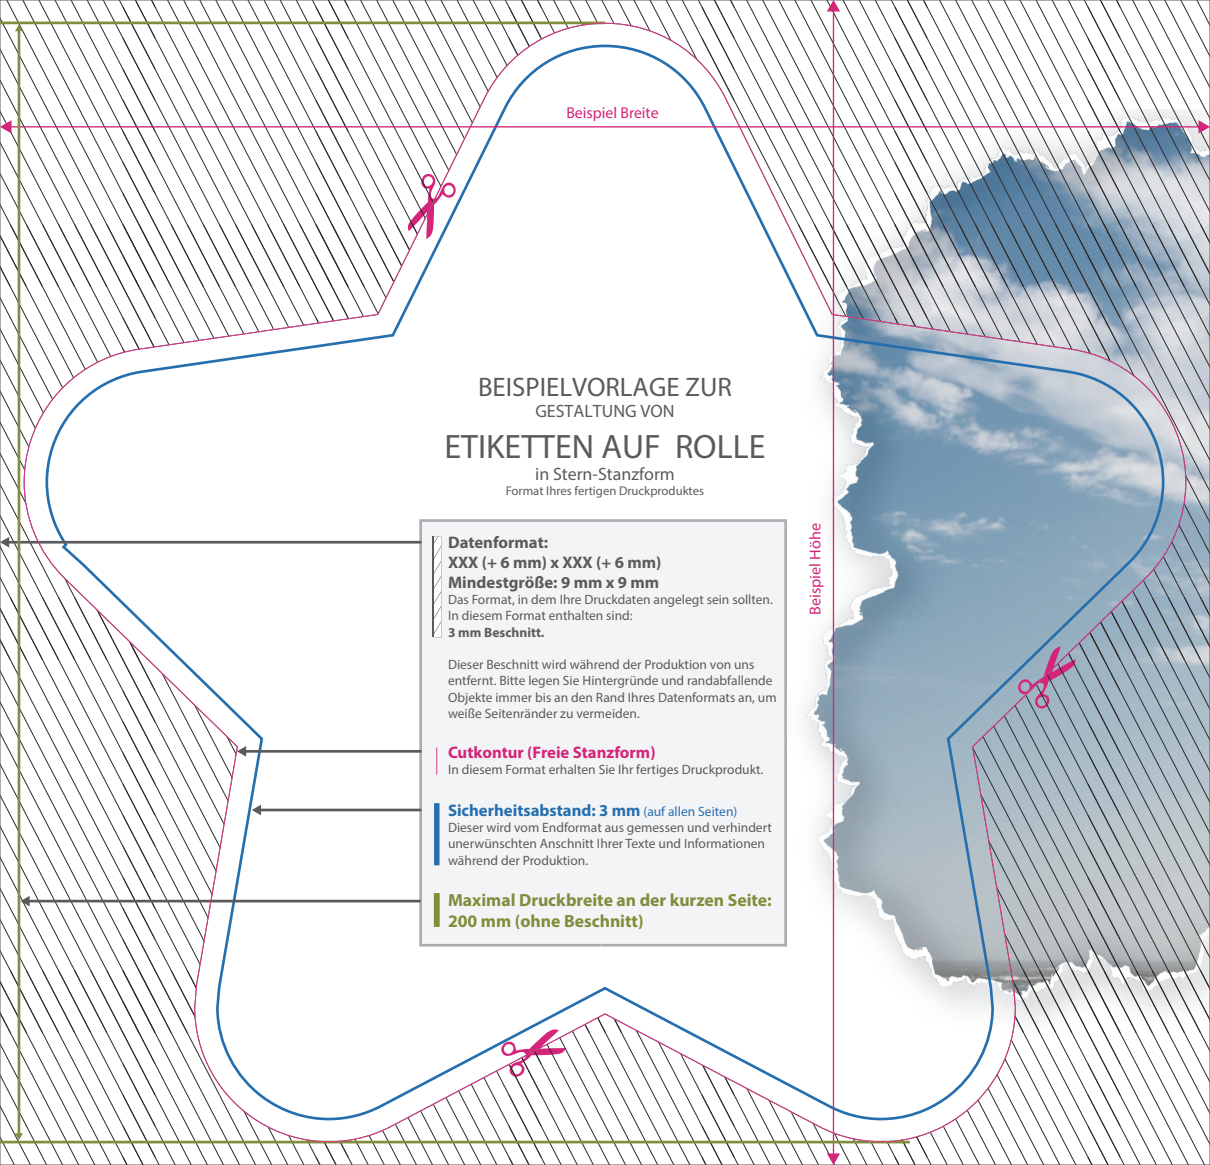 Beispiel Breite
BEISPIELVORLAGE ZUR
GESTALTUNG VON
ETIKETTEN AUF ROLLE
in Stern-Stanzform
Format Ihres fertigen Druckproduktes
Beispiel Höhe
Datenformat:
XXX (+ 6 mm) x XXX (+ 6 mm)
Mindestgröße: 9 mm x 9 mm
Das Format, in dem Ihre Druckdaten angelegt sein sollten.
In diesem Format enthalten sind:
3 mm Beschnitt.
Dieser Beschnitt wird während der Produktion von uns
entfernt. Bitte legen Sie Hintergründe und randabfallende
Objekte immer bis an den Rand Ihres Datenformats an, um
weiße Seitenränder zu vermeiden.
Cutkontur (Freie Stanzform)
In diesem Format erhalten Sie Ihr fertiges Druckprodukt.
Sicherheitsabstand: 3 mm (auf allen Seiten)
Dieser wird vom Endformat aus gemessen und verhindert
unerwünschten Anschnitt Ihrer Texte und Informationen
während der Produktion.
Maximal Druckbreite an der kurzen Seite:
200 mm (ohne Beschnitt)